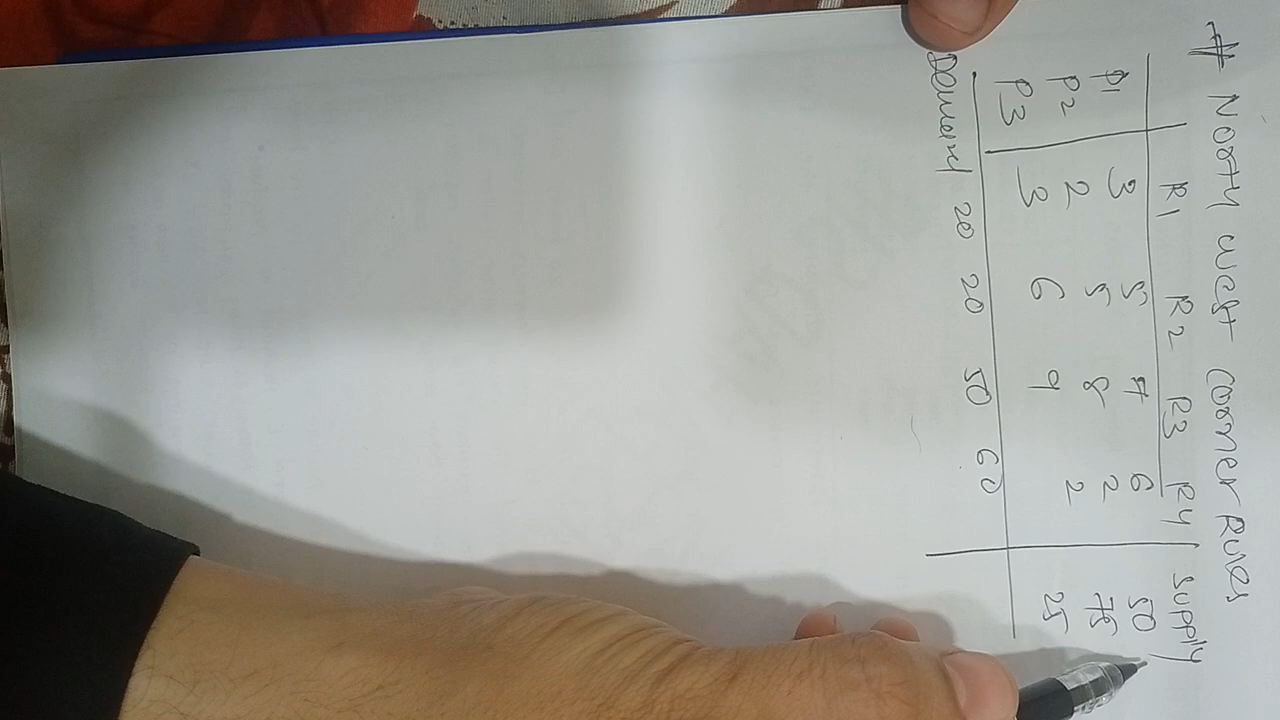 # North West Corner Rules
R1 R2 R3 R4 Supply
P1 3 5 7 6 50
P2 2 5 8 2 75
P3 3 6 9 2 25
Demand 20 20 50 60